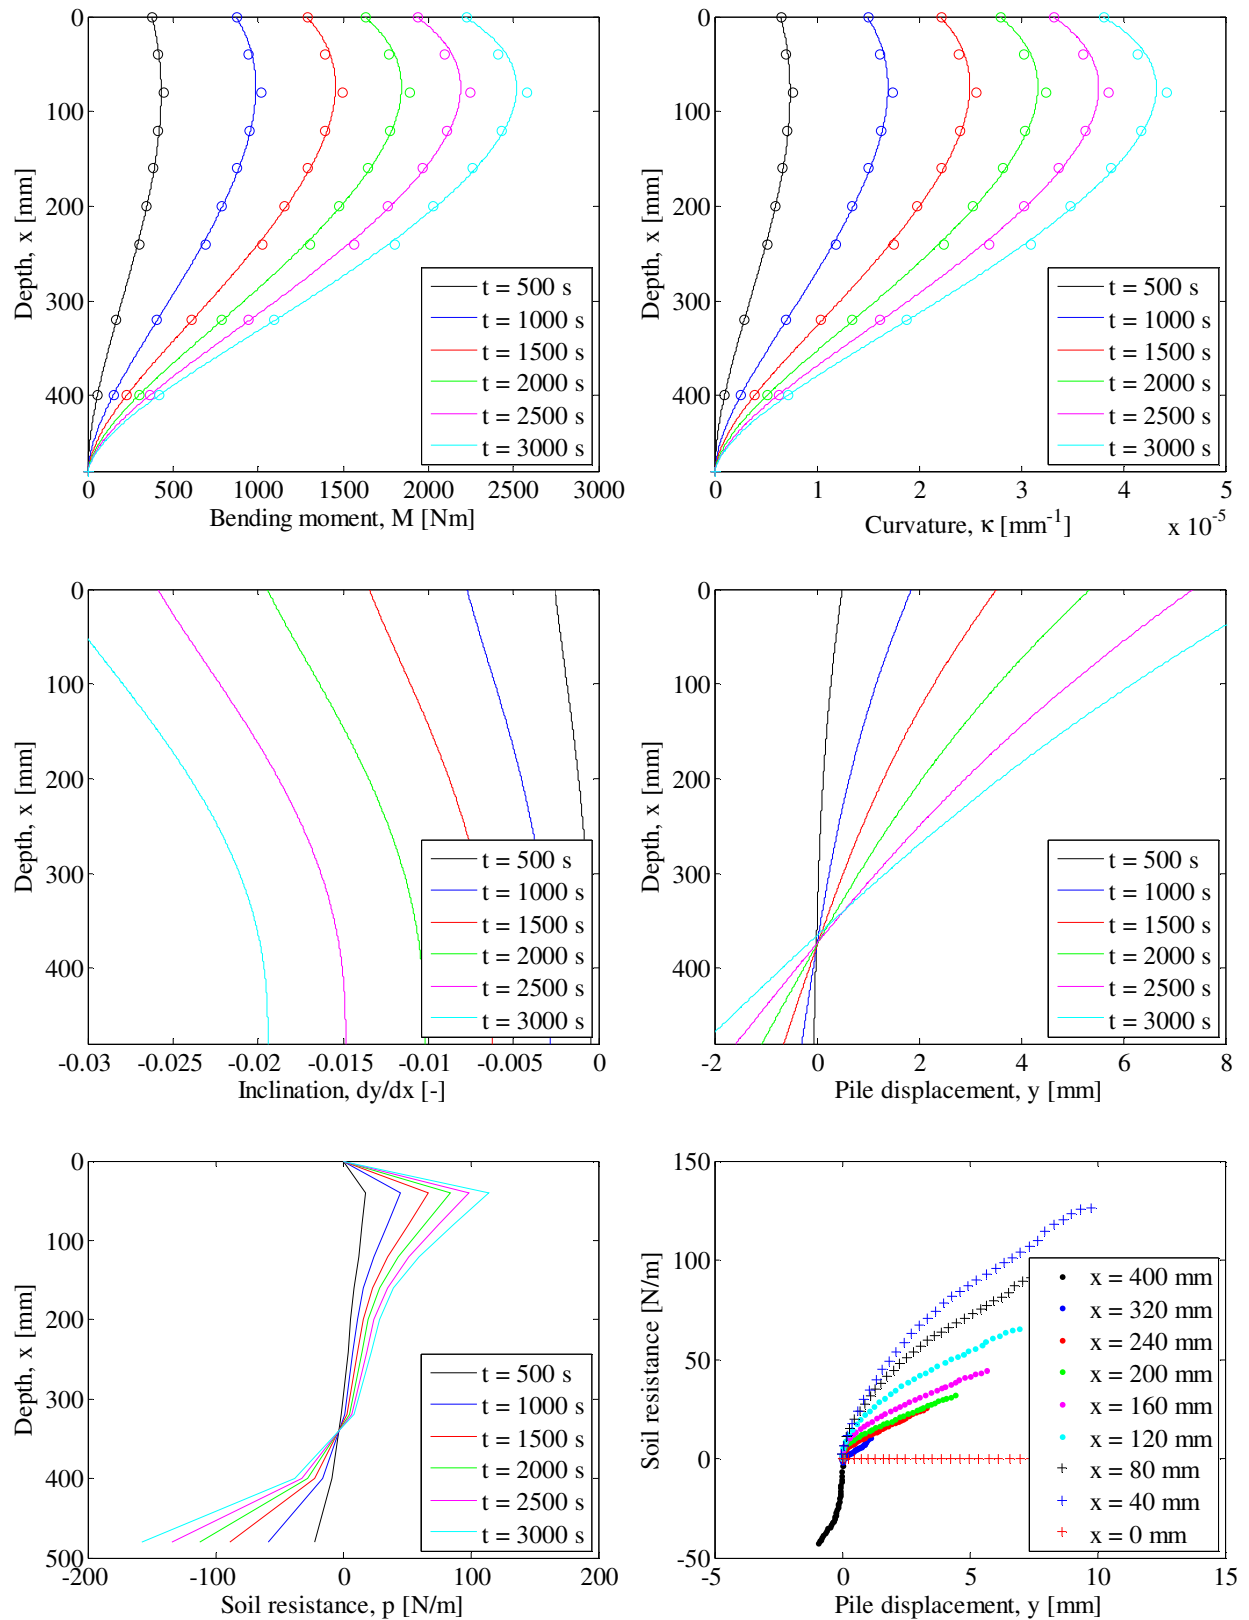 0
100
200
300
400
0 500 1000 1500 2000 2500 3000
Depth, x [mm]
Bending moment, M [Nm]
t = 500 s
t = 1000 s
t = 1500 s
t = 2000 s
t = 2500 s
t = 3000 s
0
100
200
300
400
0 1 2 3 4 5
x 10-5
Depth, x [mm]
Curvature, κ [mm-1]
t = 500 s
t = 1000 s
t = 1500 s
t = 2000 s
t = 2500 s
t = 3000 s
0
100
200
300
400
-0.03 -0.025 -0.02 -0.015 -0.01 -0.005 0
Depth, x [mm]
Inclination, dy/dx [-]
t = 500 s
t = 1000 s
t = 1500 s
t = 2000 s
t = 2500 s
t = 3000 s
0
100
200
300
400
-2 0 2 4 6 8
Depth, x [mm]
Pile displacement, y [mm]
t = 500 s
t = 1000 s
t = 1500 s
t = 2000 s
t = 2500 s
t = 3000 s
0
100
200
300
400
500
-200 -100 0 100 200
Depth, x [mm]
Soil resistance, p [N/m]
t = 500 s
t = 1000 s
t = 1500 s
t = 2000 s
t = 2500 s
t = 3000 s
150
100
50
0
-50
-5 0 5 10 15
Soil resistance [N/m]
Pile displacement, y [mm]
x = 400 mm
x = 320 mm
x = 240 mm
x = 200 mm
x = 160 mm
x = 120 mm
x = 80 mm
x = 40 mm
x = 0 mm